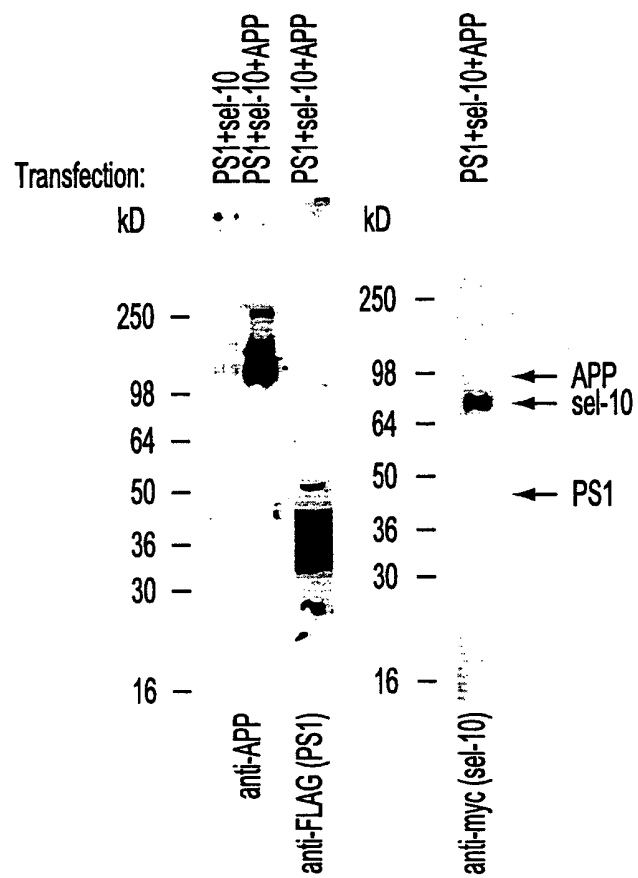 PS1+sel-10
PS1+sel-10+APP
PS1+sel-10+APP
PS1+sel-10+APP
Transfection:
kD
kD
250
98
64
50
36
30
16
250
98
64
50
36
30
16
APP
sel-10
PS1
anti-APP
anti-FLAG (PS1)
anti-myc (sel-10)